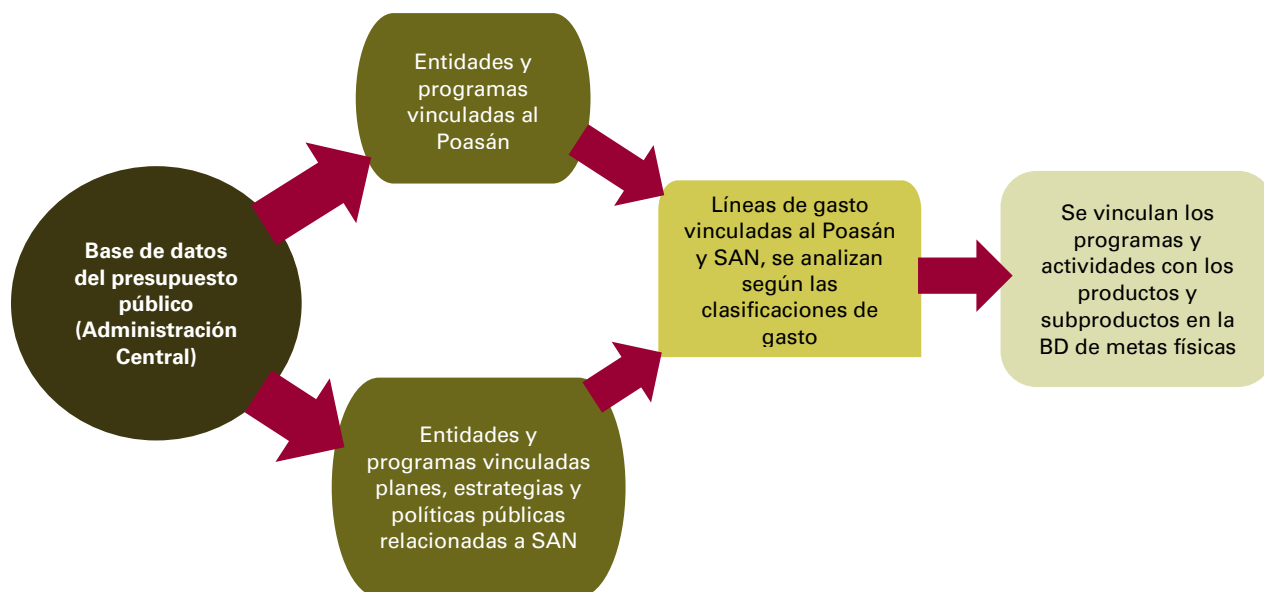 Base de datos
del presupuesto
público
(Administración
Central)
Entidades y
programas
vinculadas al
Poasán
Entidades y
programas vinculadas
planes, estrategias y
políticas públicas
relacionadas a SAN
Líneas de gasto
vinculadas al Poasán
y SAN, se analizan
según las
clasificaciones de
gasto
Se vinculan los
programas y
actividades con los
productos y
subproductos en la
BD de metas físicas